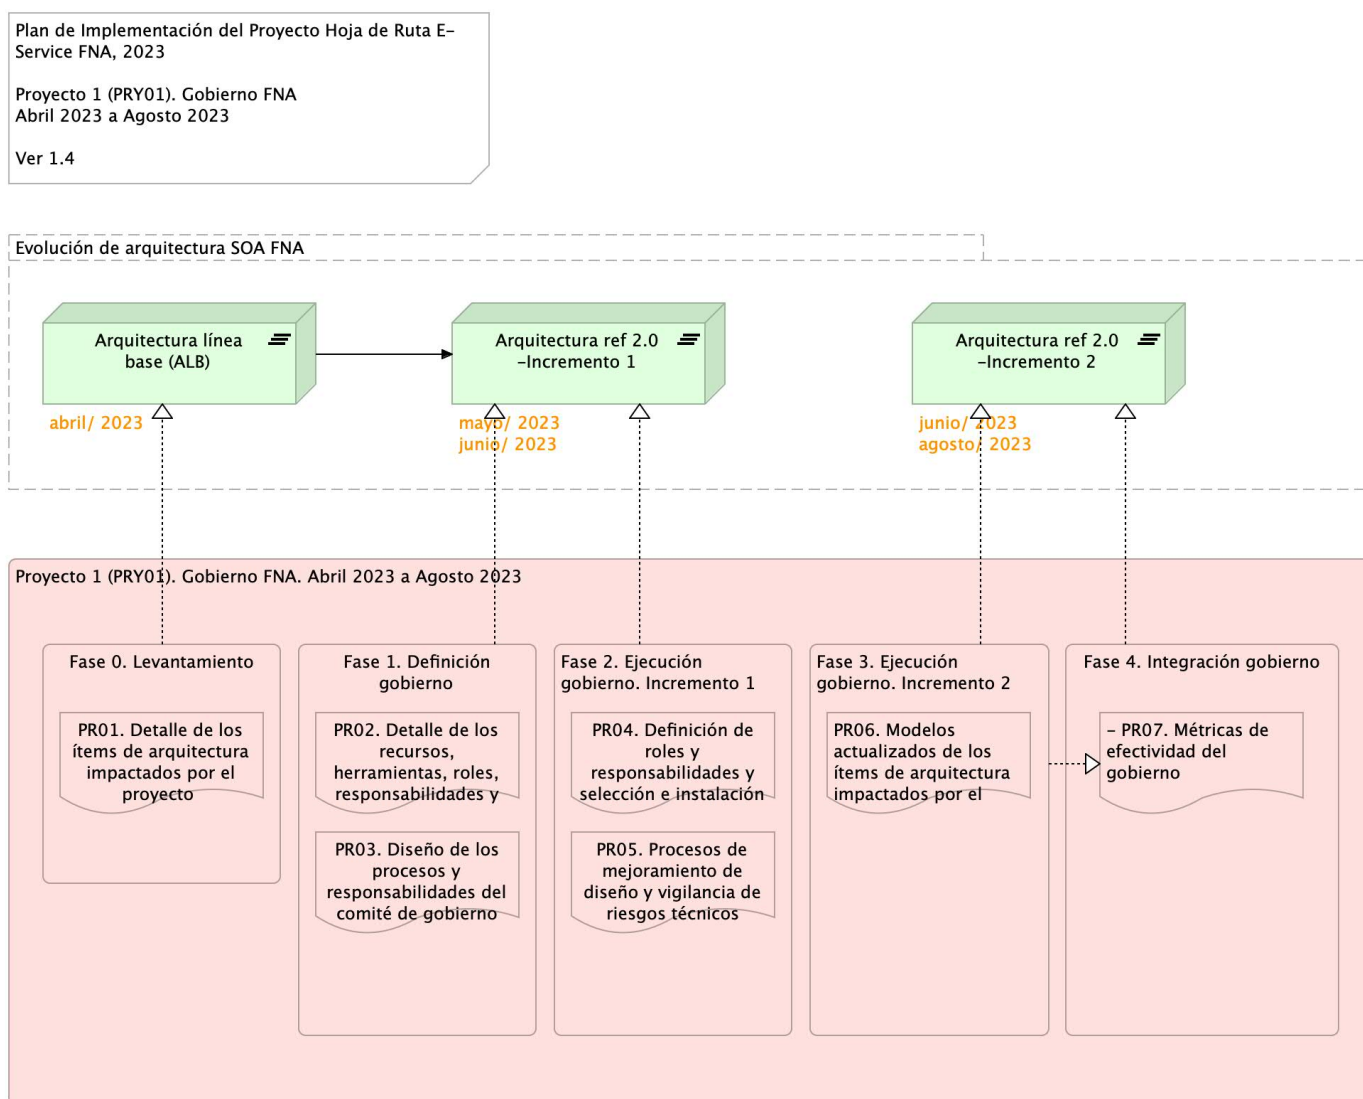 Plan de Implementación del Proyecto Hoja de Ruta E-
Service FNA, 2023
Proyecto 1 (PRY01). Gobierno FNA
Abril 2023 a Agosto 2023
Ver 1.4
Evolución de arquitectura SOA FNA
Arquitectura línea
base (ALB)
Arquitectura ref 2.0
-Incremento 1
Arquitectura ref 2.0
-Incremento 2
abril/ 2023
mayo/ 2023
junio/ 2023
junio/ 2023
agosto/ 2023
Proyecto 1 (PRY01). Gobierno FNA. Abril 2023 a Agosto 2023
Fase 0. Levantamiento
PR01. Detalle de los
ítems de arquitectura
impactados por el
proyecto
Fase 1. Definición
gobierno
PR02. Detalle de los
recursos,
herramientas, roles,
responsabilidades y
PR03. Diseño de los
procesos y
responsabilidades del
comité de gobierno
Fase 2. Ejecución
gobierno. Incremento 1
PR04. Definición de
roles y
responsabilidades y
selección e instalación
PR05. Procesos de
mejoramiento de
diseño y vigilancia de
riesgos técnicos
Fase 3. Ejecución
gobierno. Incremento 2
PR06. Modelos
actualizados de los
ítems de arquitectura
impactados por el
Fase 4. Integración gobierno
- PR07. Métricas de
efectividad del
gobierno